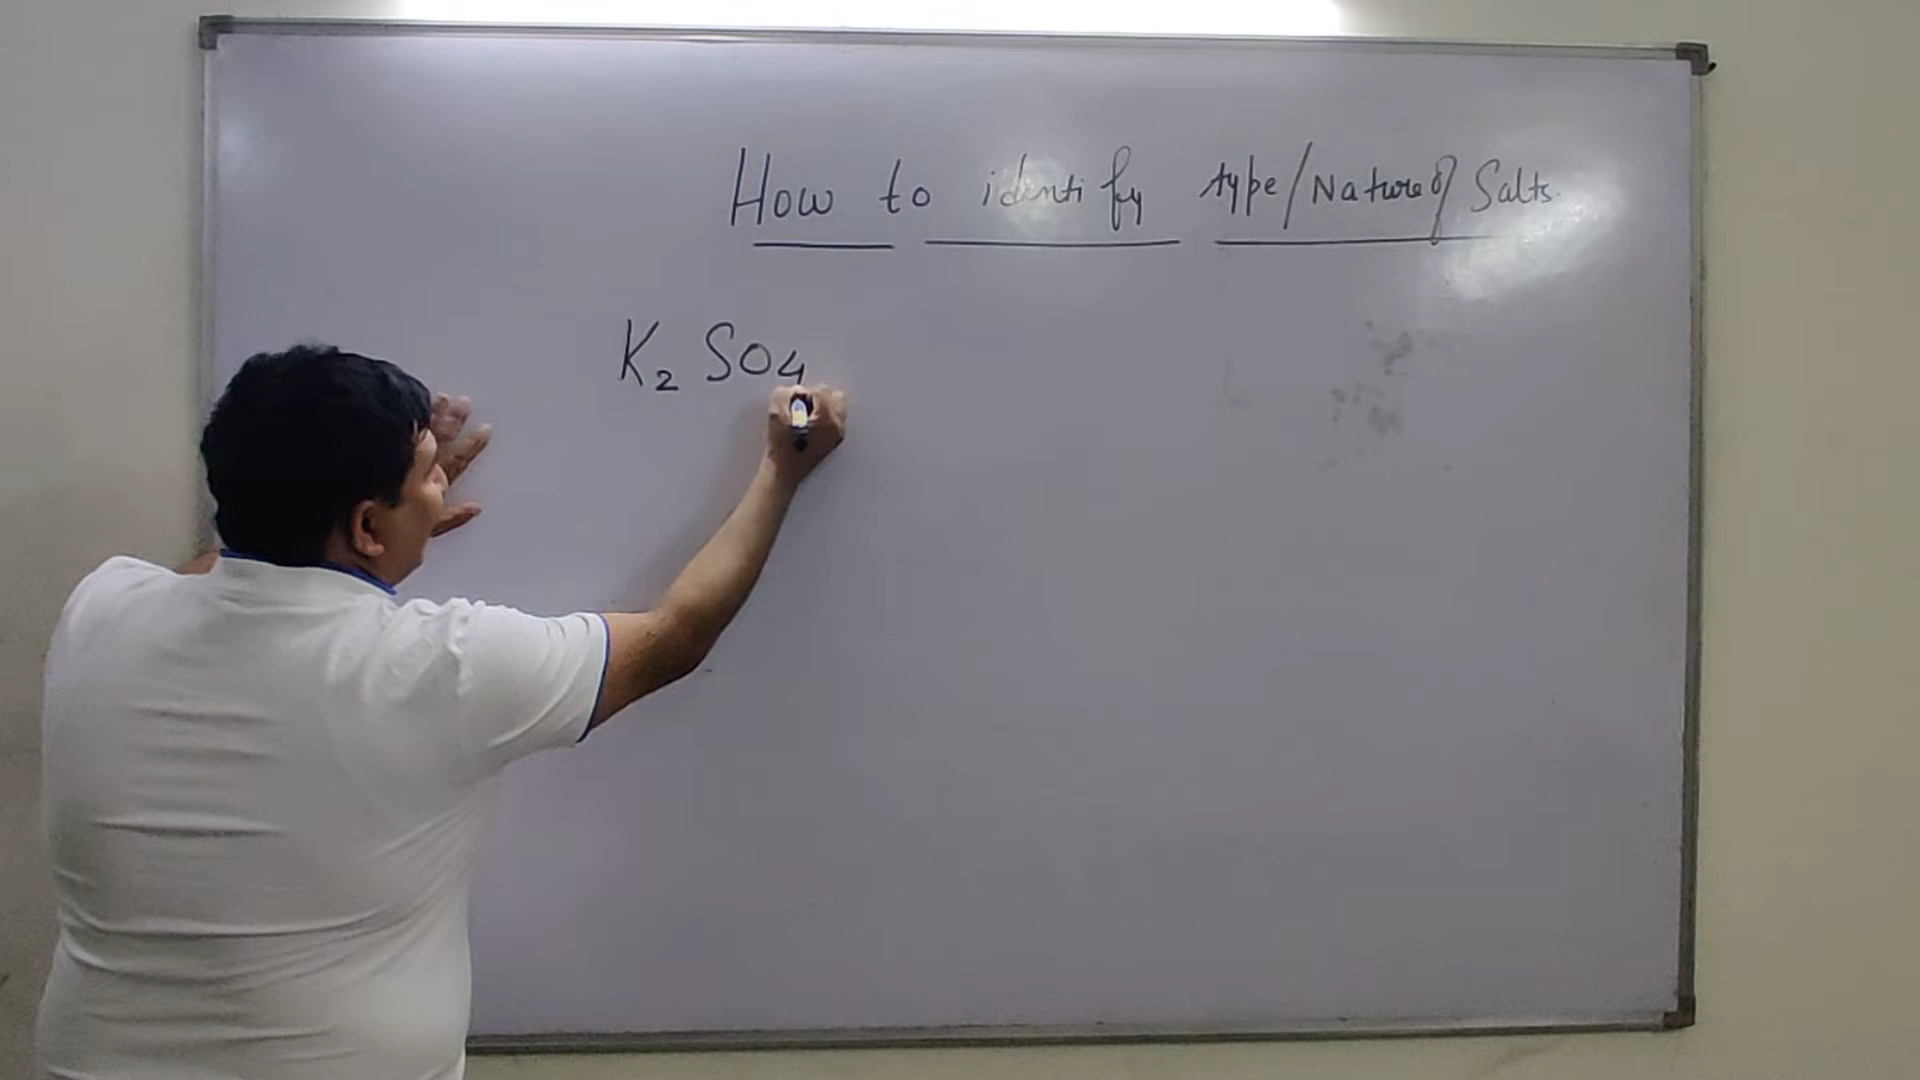 How to identify type/Nature of Salts.
K₂ SO₄